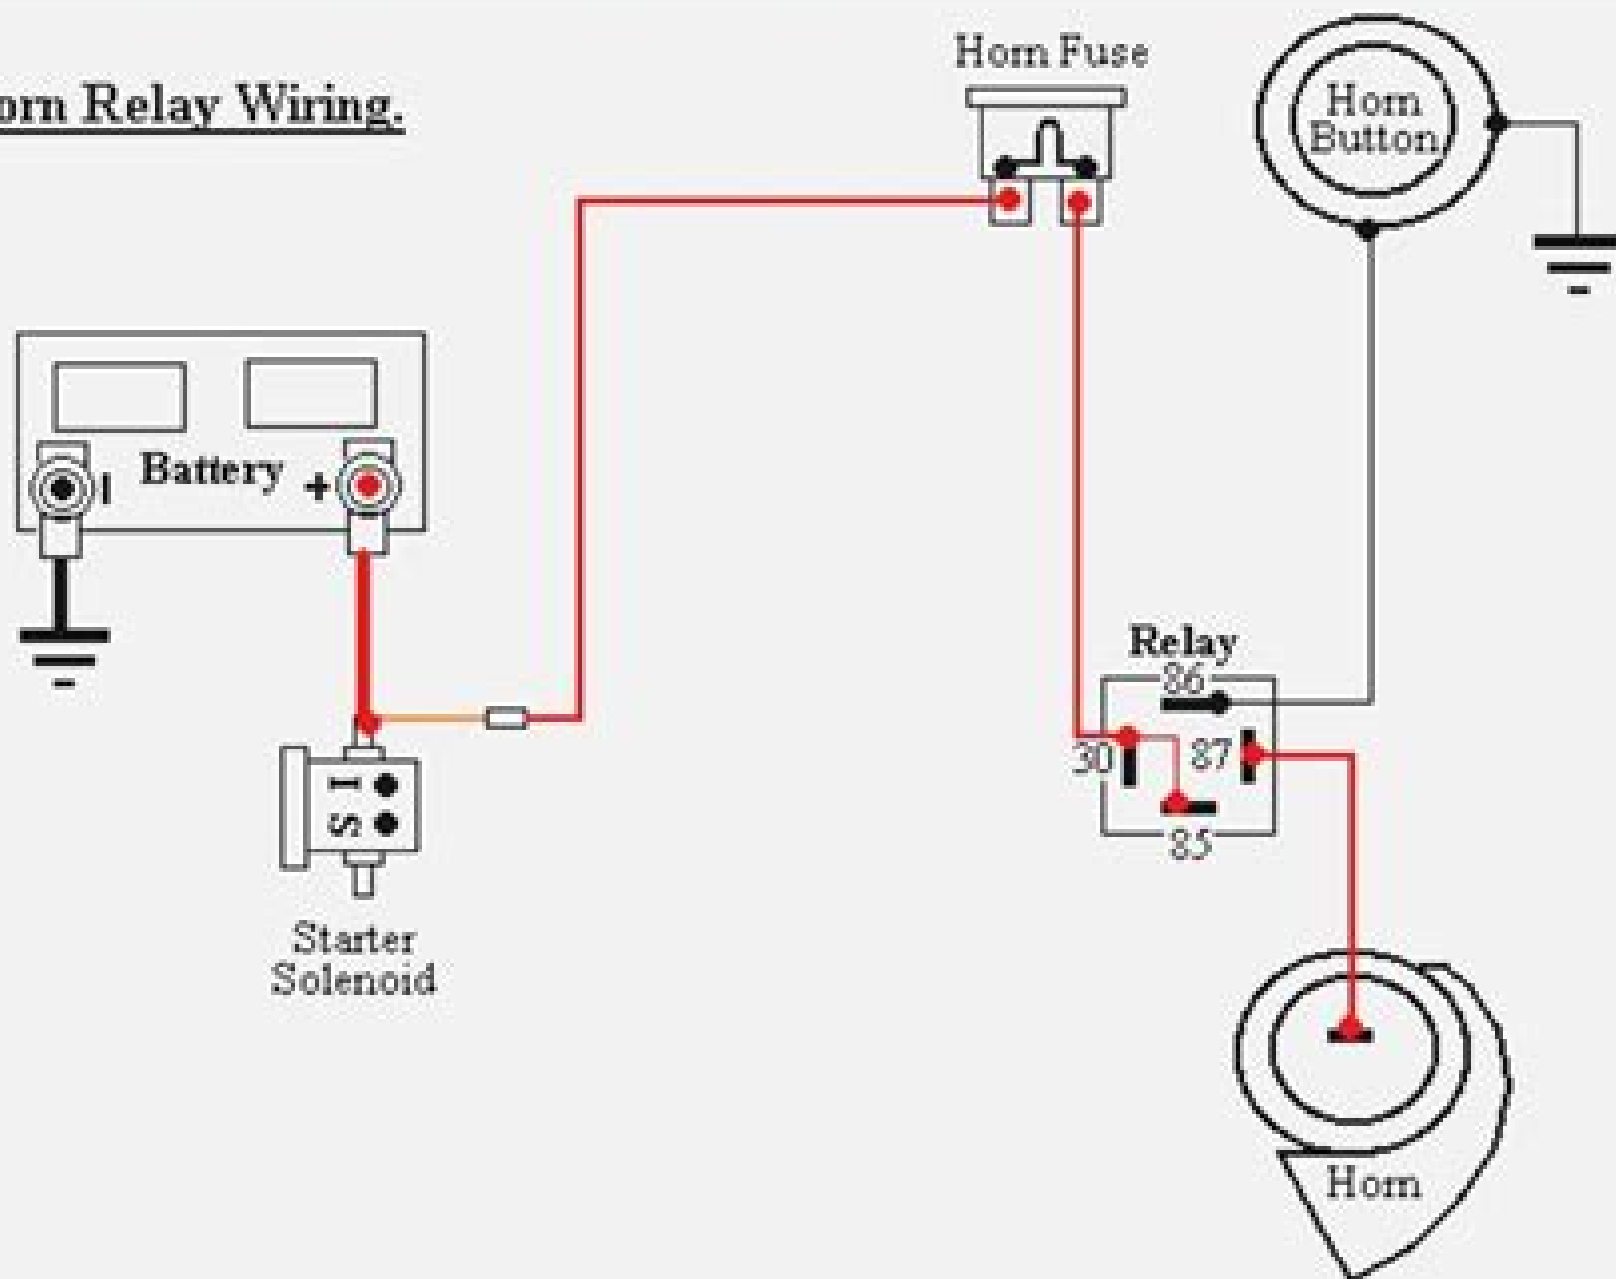 orn Relay Wiring.
Horn Fuse
Horn
Button
Battery
+
Relay
86
30
87
85
I
S
Starter
Solenoid
Horn